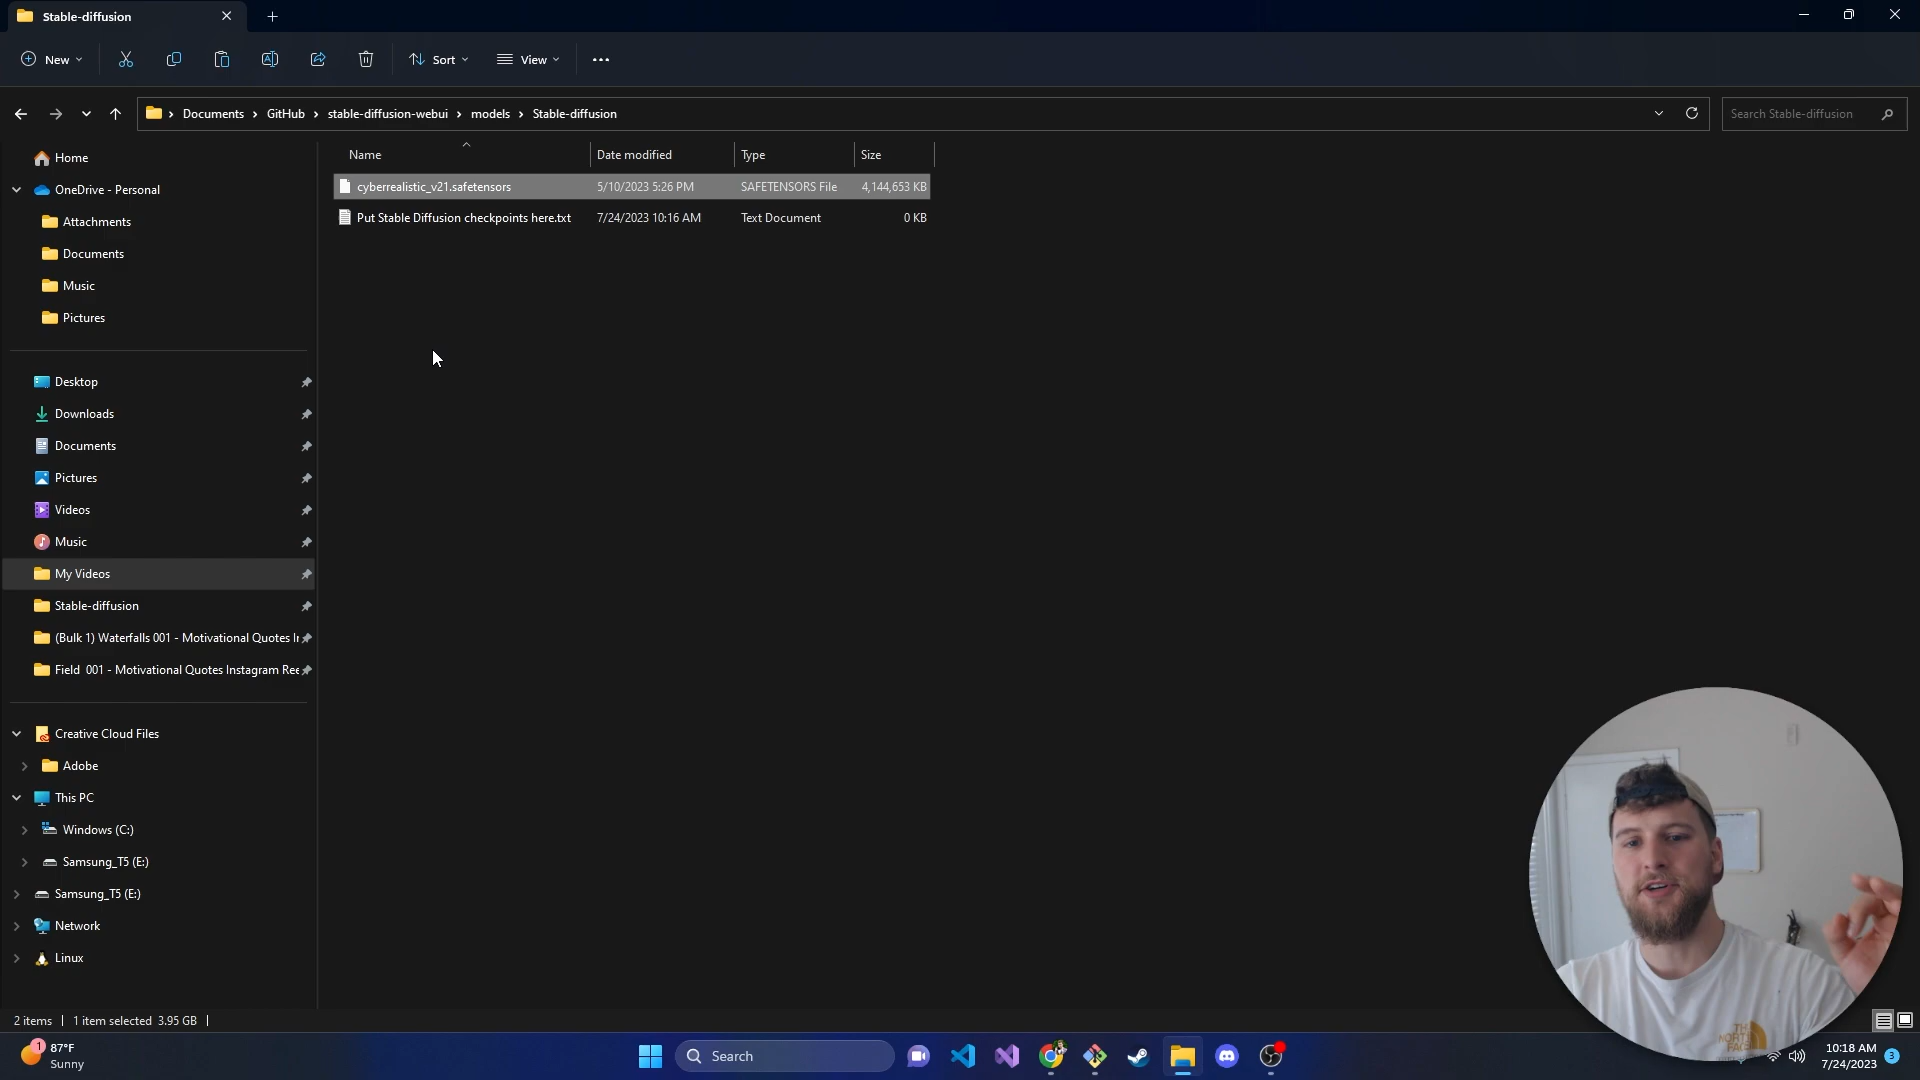 Stable-diffusion
New
Sort
View
Documents > GitHub > stable-diffusion-webui > models > Stable-diffusion
Search Stable-diffusion
Name Date modified Type Size
cyberrealistic_v21.safetensors 5/10/2023 5:26 PM SAFETENSORS File 4,144,653 KB
Put Stable Diffusion checkpoints here.txt 7/24/2023 10:16 AM Text Document 0 KB
Home
OneDrive - Personal
Attachments
Documents
Music
Pictures
Desktop
Downloads
Documents
Pictures
Videos
Music
My Videos
Stable-diffusion
(Bulk 1) Waterfalls 001 - Motivational Quotes I
Field 001 - Motivational Quotes Instagram Ree
Creative Cloud Files
Adobe
This PC
Windows (C:)
Samsung_T5 (E:)
Samsung_T5 (E:)
Network
Linux
2 items | 1 item selected 3.95 GB |
1
87°F
Sunny
Search
THE
NORTH
FACE
10:18 AM
7/24/2023
3